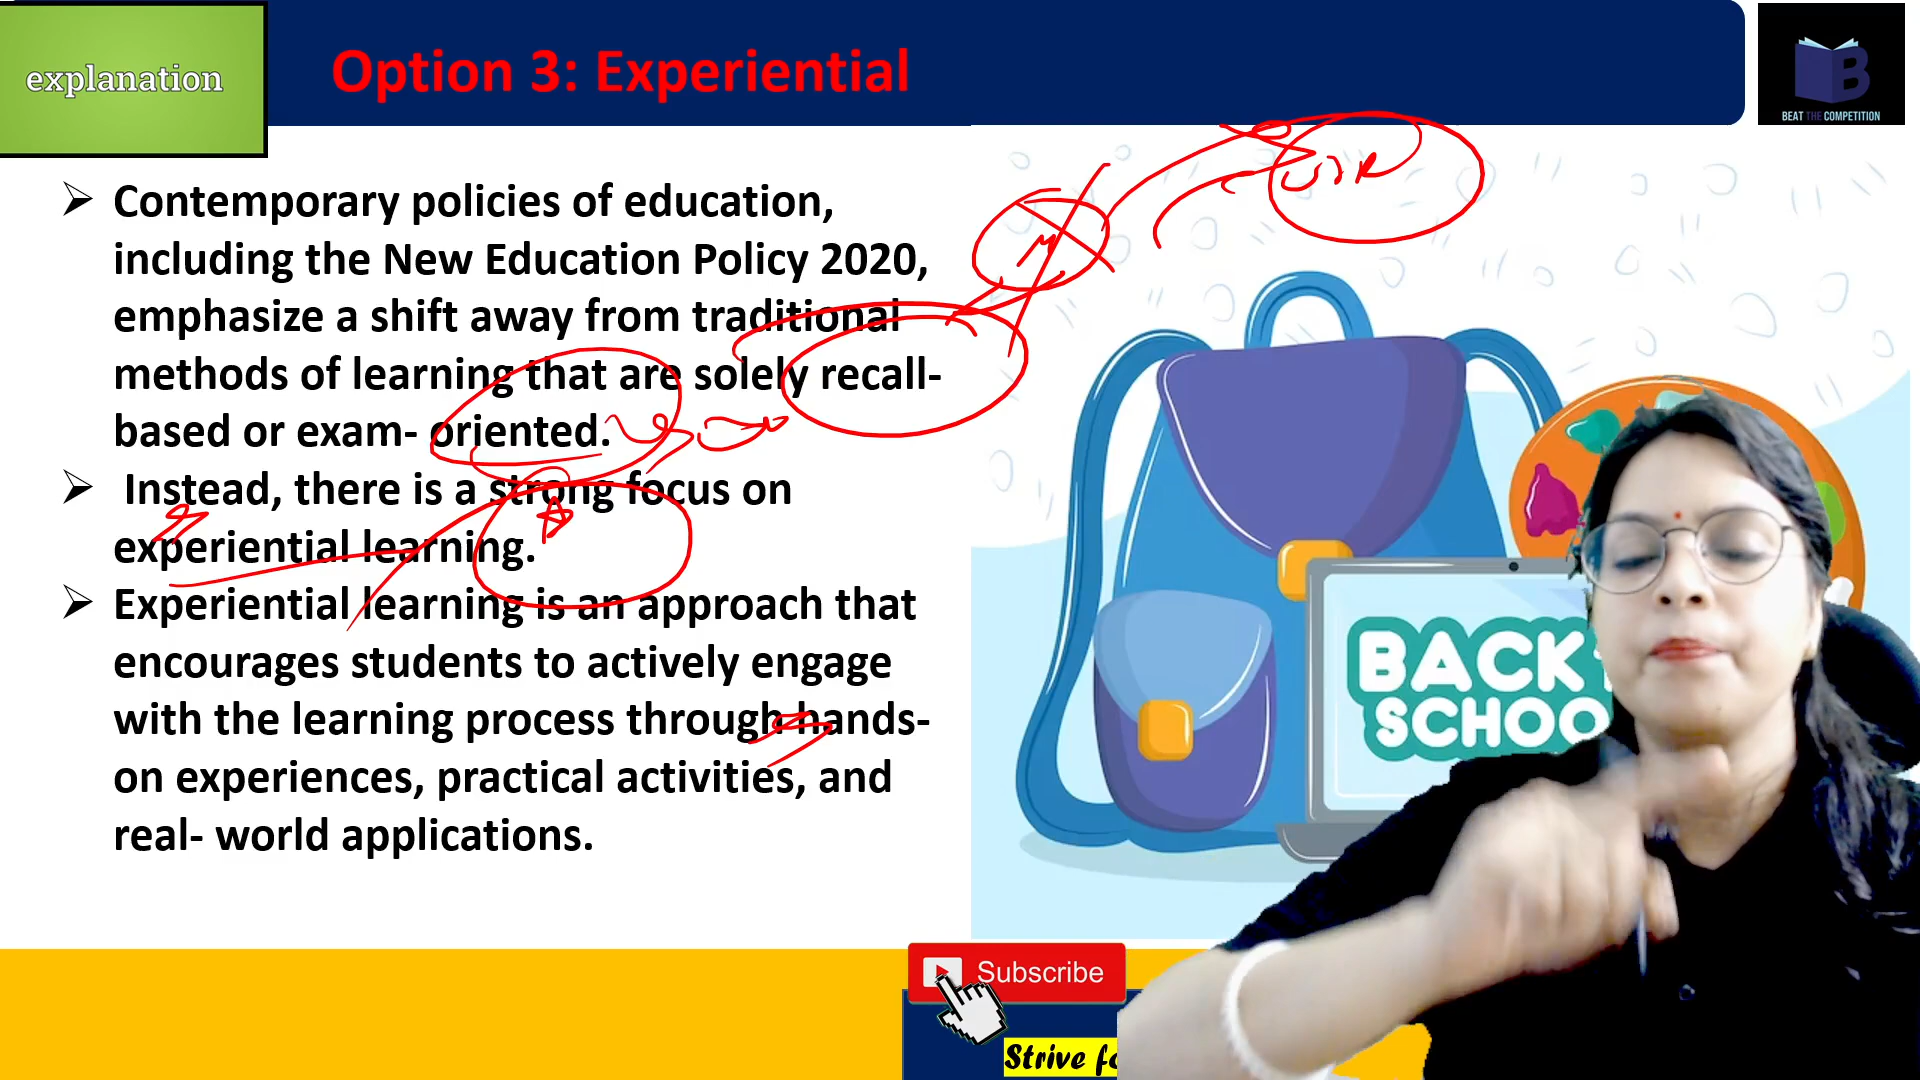 explanation
Option 3: Experiential
B
BEAT THE COMPETITION
➢ Contemporary policies of education,
including the New Education Policy 2020,
emphasize a shift away from traditional
methods of learning that are solely recall-
based or exam- oriented.
➢ Instead, there is a strong focus on
experiential learning.
➢ Experiential learning is an approach that
encourages students to actively engage
with the learning process through hands-
on experiences, practical activities, and
real- world applications.
BACK
SCHOO
Subscribe
Strive fo